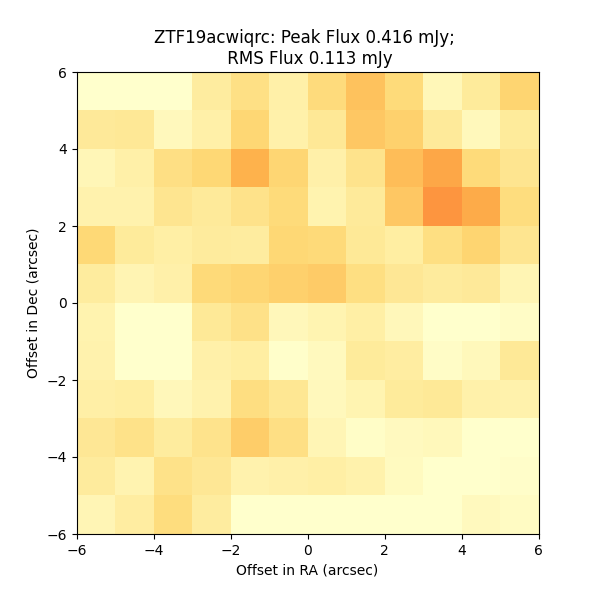 ZTF19acwiqrc: Peak Flux 0.416 mJy;
RMS Flux 0.113 mJy
6
4
2
0
−2
−4
−6
Offset in Dec (arcsec)
−6 −4 −2 0 2 4 6
Offset in RA (arcsec)